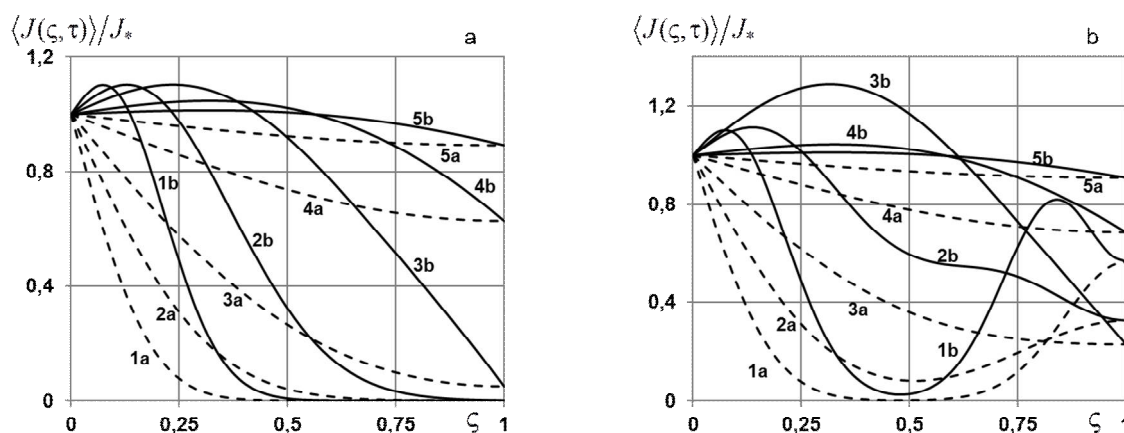 ⟨J(ς,τ)⟩/J* a
1,2
0,8
0,4
0
0 0,25 0,5 0,75 ς 1
1a
2a
3a
1b
2b
3b
4a
4b
5a
5b
⟨J(ς,τ)⟩/J* b
1,2
0,8
0,4
0
0 0,25 0,5 0,75 ς 1
1a
2a
3a
4a
5a
1b
2b
3b
4b
5b